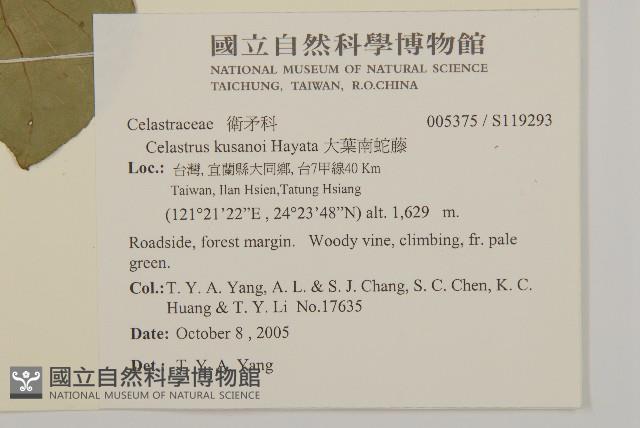 國立自然科學博物館
NATIONAL MUSEUM OF NATURAL SCIENCE
TAICHUNG, TAIWAN, R.O.CHINA
Celastraceae 衛矛科 005375 / S119293
Celastrus kusanoi Hayata 大葉南蛇藤
Loc.: 台灣, 宜蘭縣大同鄉, 台7甲線40 Km
Taiwan, Ilan Hsien,Tatung Hsiang
(121°21’22”E , 24°23’48”N) alt. 1,629 m.
Roadside, forest margin. Woody vine, climbing, fr. pale
green.
Col.: T. Y. A. Yang, A. L. & S. J. Chang, S. C. Chen, K. C.
Huang & T. Y. Li No.17635
Date: October 8 , 2005
Det.: T. Y. A. Yang
國立自然科學博物館
NATIONAL MUSEUM OF NATURAL SCIENCE